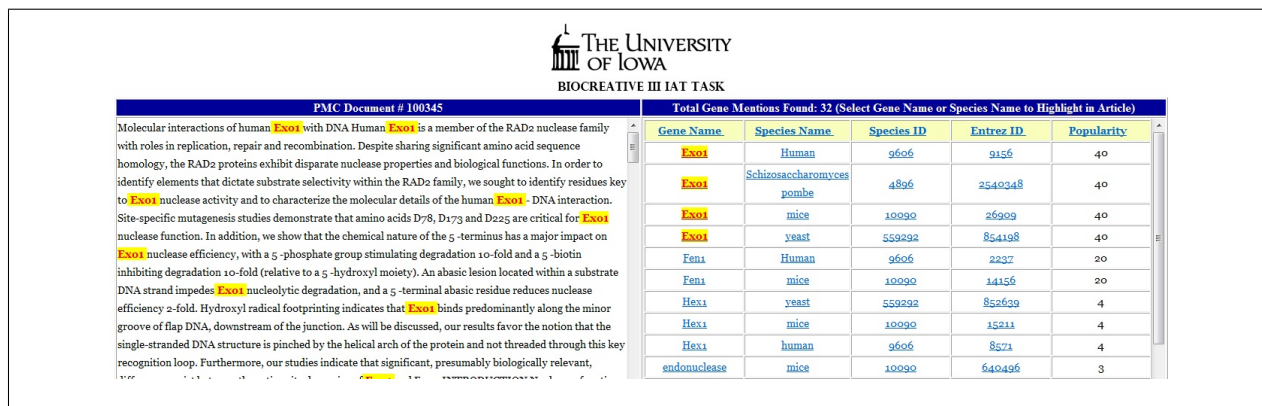 THE UNIVERSITY
OF IOWA
BIOCREATIVE III IAT TASK
PMC Document # 100345
Molecular interactions of human Exo1 with DNA Human Exo1 is a member of the RAD2 nuclease family
with roles in replication, repair and recombination. Despite sharing significant amino acid sequence
homology, the RAD2 proteins exhibit disparate nuclease properties and biological functions. In order to
identify elements that dictate substrate selectivity within the RAD2 family, we sought to identify residues key
to Exo1 nuclease activity and to characterize the molecular details of the human Exo1 - DNA interaction.
Site-specific mutagenesis studies demonstrate that amino acids D78, D173 and D225 are critical for Exo1
nuclease function. In addition, we show that the chemical nature of the 5 -terminus has a major impact on
Exo1 nuclease efficiency, with a 5 -phosphate group stimulating degradation 10-fold and a 5 -biotin
inhibiting degradation 10-fold (relative to a 5 -hydroxyl moiety). An abasic lesion located within a substrate
DNA strand impedes Exo1 nucleolytic degradation, and a 5 -terminal abasic residue reduces nuclease
efficiency 2-fold. Hydroxyl radical footprinting indicates that Exo1 binds predominantly along the minor
groove of flap DNA, downstream of the junction. As will be discussed, our results favor the notion that the
single-stranded DNA structure is pinched by the helical arch of the protein and not threaded through this key
recognition loop. Furthermore, our studies indicate that significant, presumably biologically relevant,
Total Gene Mentions Found: 32 (Select Gene Name or Species Name to Highlight in Article)
Gene Name Species Name Species ID Entrez ID Popularity
Exo1 Human 9606 9156 40
Exo1 Schizosaccharomyces pombe 4896 2540348 40
Exo1 mice 10090 26909 40
Exo1 yeast 559292 854198 40
Fen1 Human 9606 2237 20
Fen1 mice 10090 14156 20
Hex1 yeast 559292 852639 4
Hex1 mice 10090 15211 4
Hex1 human 9606 8571 4
endonuclease mice 10090 640496 3